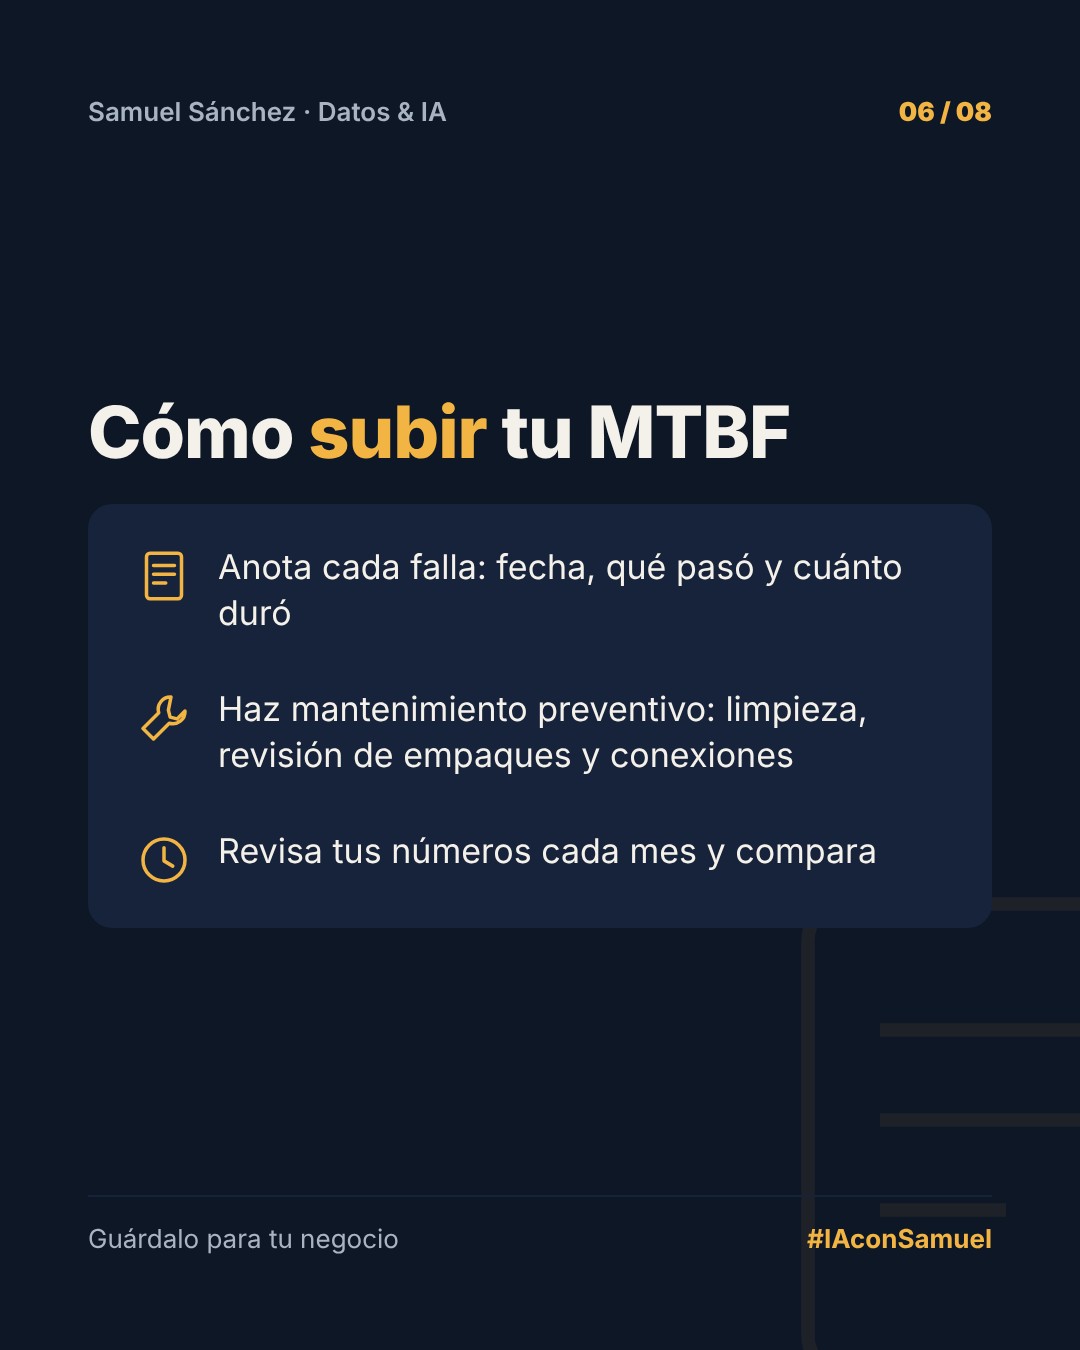 Samuel Sánchez · Datos & IA
06 / 08
Cómo subir tu MTBF
Anota cada falla: fecha, qué pasó y cuánto
duró
Haz mantenimiento preventivo: limpieza,
revisión de empaques y conexiones
Revisa tus números cada mes y compara
Guárdalo para tu negocio
#IAconSamuel